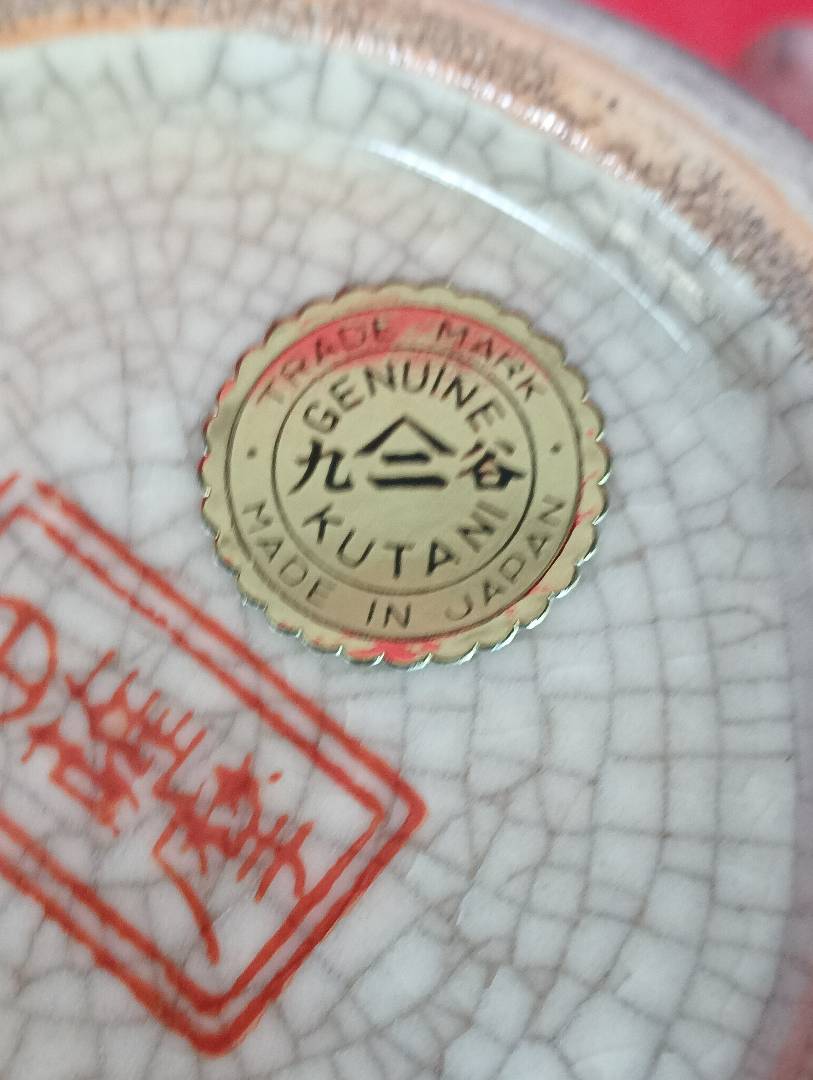 TRADE MARK
GENUINE
九谷
KUTANI
MADE IN JAPAN